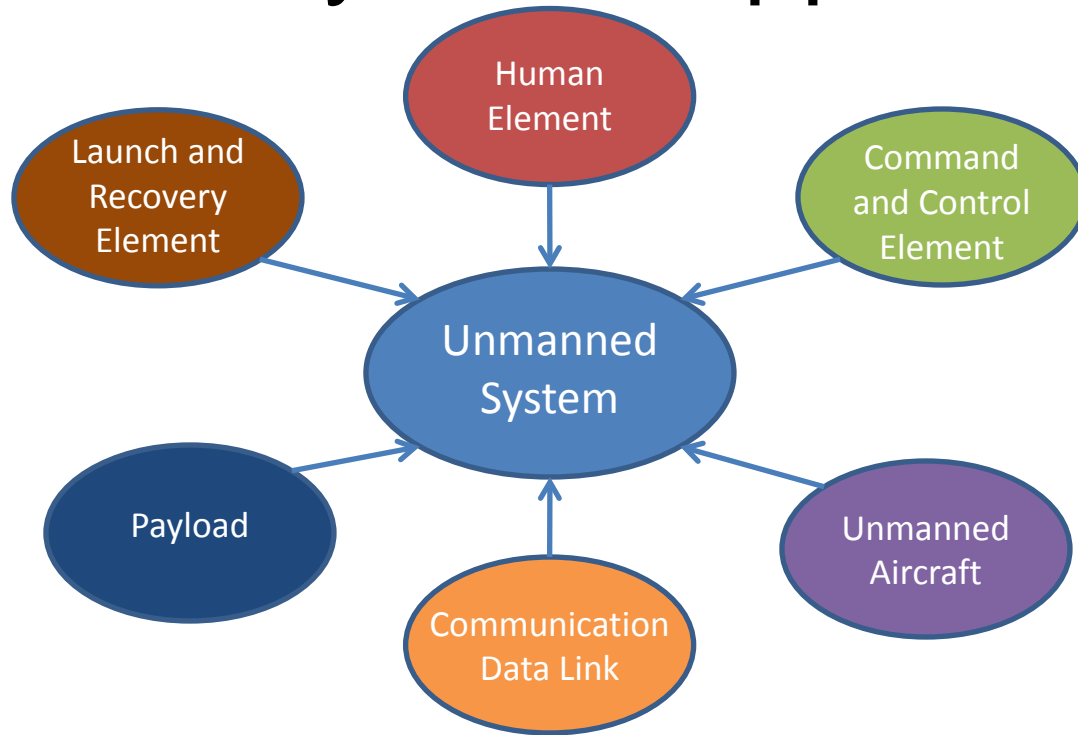 Human
Element
Launch and
Recovery
Element
Command
and Control
Element
Unmanned
System
Payload
Unmanned
Aircraft
Communication
Data Link